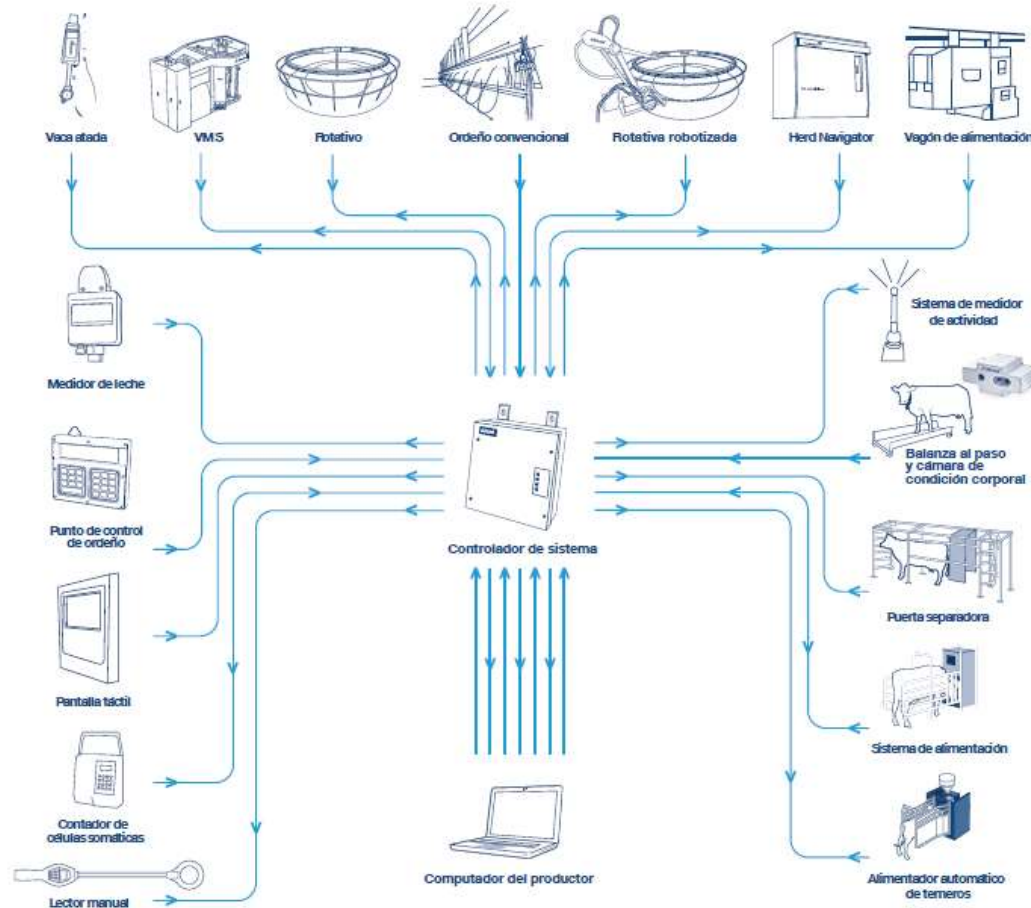 Vaca atada
VMS
Rotativo
Ordeño convencional
Rotativa robotizada
Herd Navigator
Vagón de alimentación
Medidor de leche
Sistema de medidor
de actividad
Balanza al paso
y cámara de
condición corporal
Punto de control
de ordeño
Controlador de sistema
Puerta separadora
Pantalla táctil
Sistema de alimentación
Contador de
células somáticas
Computador del productor
Alimentador automático
de terneros
Lector manual